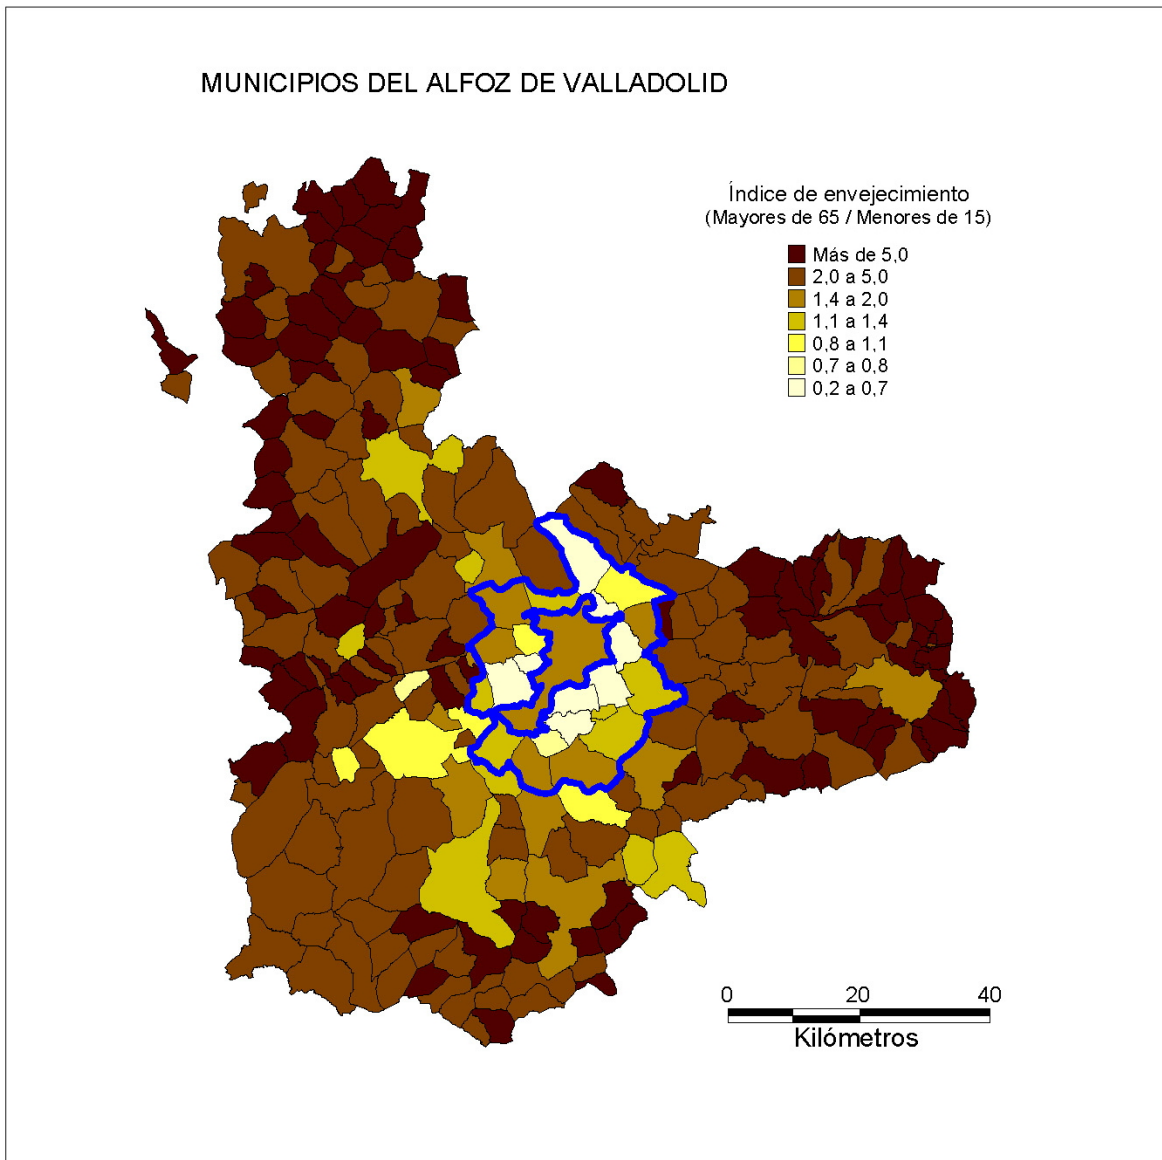 MUNICIPIOS DEL ALFOZ DE VALLADOLID
Índice de envejecimiento
(Mayores de 65 / Menores de 15)
Más de 5,0
2,0 a 5,0
1,4 a 2,0
1,1 a 1,4
0,8 a 1,1
0,7 a 0,8
0,2 a 0,7
0 20 40
Kilómetros